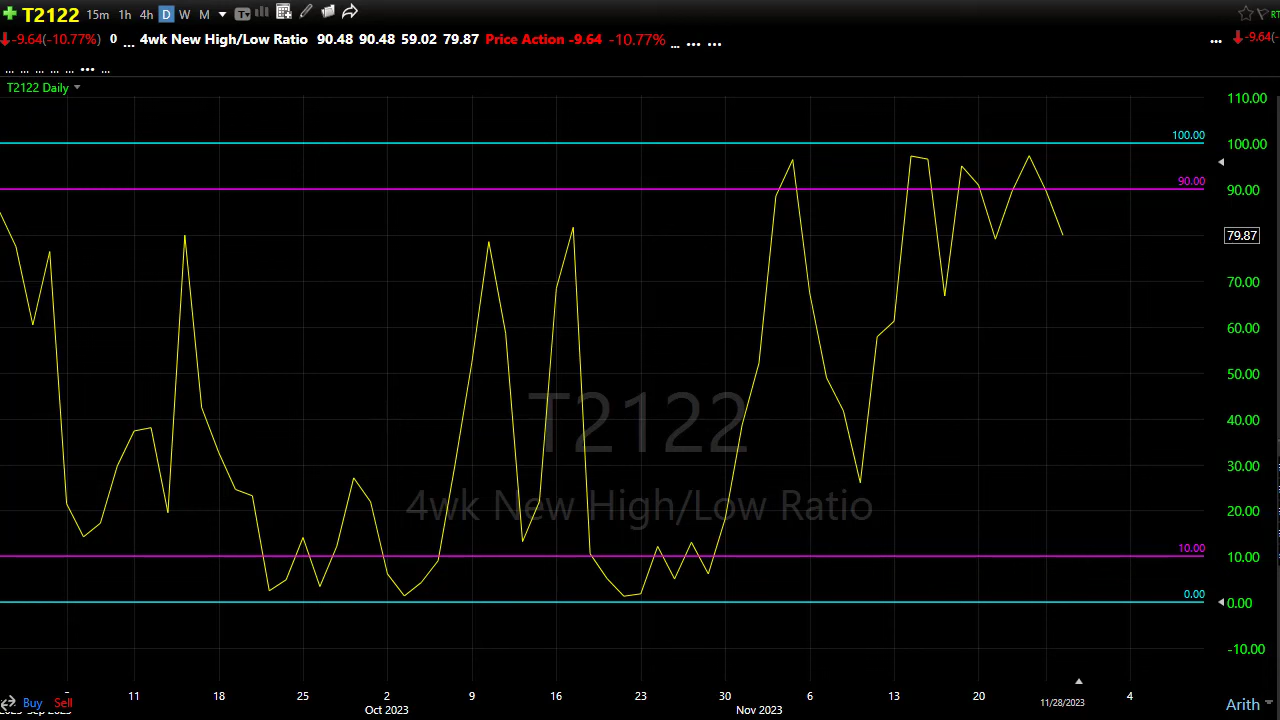 T2122 15m 1h 4h D W M T RT
-9.64(-10.77%) 0 ... 4wk New High/Low Ratio 90.48 90.48 59.02 79.87 Price Action -9.64 -10.77% ... ... ... ... -9.64(-
... ... ... ... ... ... ...
T2122 Daily
110.00
100.00 100.00
90.00 90.00
79.87
70.00
60.00
50.00
40.00
T2122
30.00
4wk New High/Low Ratio
20.00
10.00 10.00
0.00 0.00
-10.00
11 18 25 2 9 16 23 30 6 13 20 4
Buy Sell Oct 2023 Nov 2023 11/28/2023 Arith